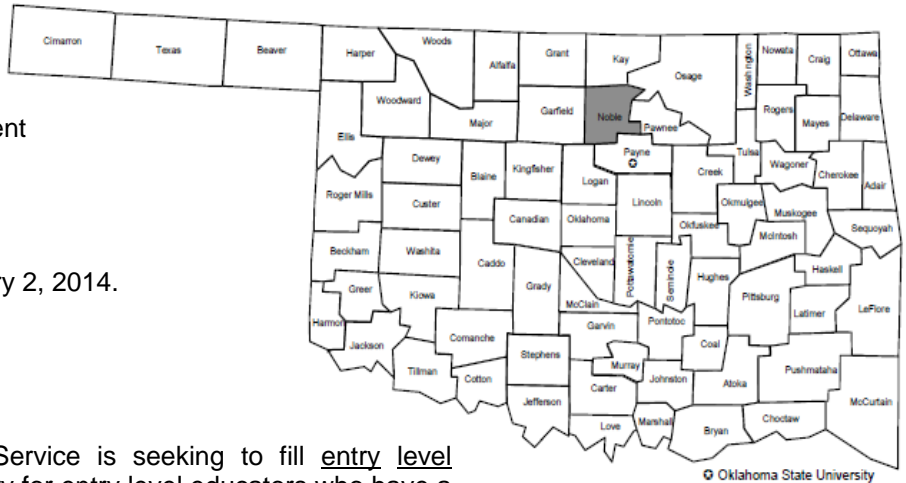 Cimarron Texas Beaver Harper Woods Alfalfa Grant Kay Osage Washington Nowata Craig Ottawa
Woodward Major Garfield Noble Pawnee Rogers Mayes Delaware
ent
Ellis Dewey Blaine Kingfisher Logan Payne Creek Tulsa Wagoner Cherokee Adair
Roger Mills Custer Canadian Oklahoma Lincoln Okfuskee Okmulgee Muskogee McIntosh Sequoyah
Beckham Washita Caddo Grady Cleveland Pottawatomie Seminole Hughes Pittsburg Haskell LeFlore
ry 2, 2014.
Harmon Greer Kiowa McClain Garvin Pontotoc Coal Latimer
Jackson Comanche Stephens Murray Johnston Atoka Pushmataha
Tillman Cotton Jefferson Carter Love Marshall Bryan Choctaw McCurtain
Service is seeking to fill entry level
Oklahoma State University
y for entry level educators who have a